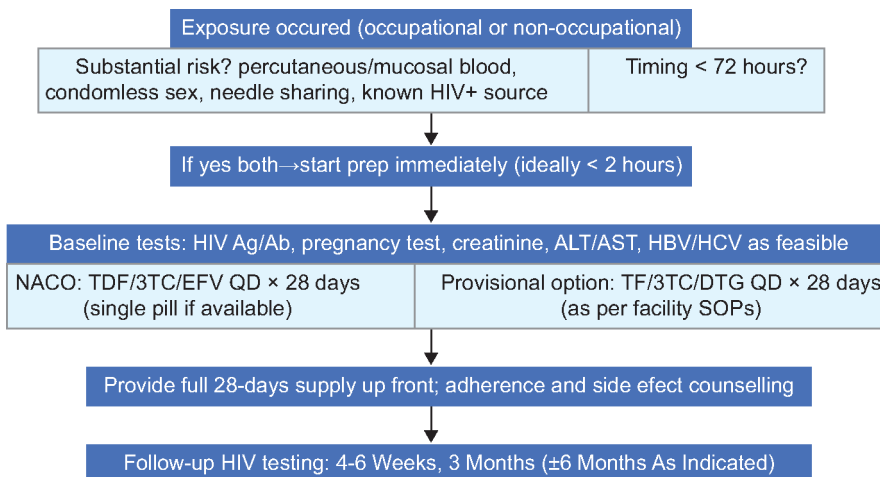 Exposure occured (occupational or non-occupational)
Substantial risk? percutaneous/mucosal blood,
condomless sex, needle sharing, known HIV+ source
Timing < 72 hours?
If yes both→start prep immediately (ideally < 2 hours)
Baseline tests: HIV Ag/Ab, pregnancy test, creatinine, ALT/AST, HBV/HCV as feasible
NACO: TDF/3TC/EFV QD × 28 days
(single pill if available)
Provisional option: TF/3TC/DTG QD × 28 days
(as per facility SOPs)
Provide full 28-days supply up front; adherence and side efect counselling
Follow-up HIV testing: 4-6 Weeks, 3 Months (±6 Months As Indicated)